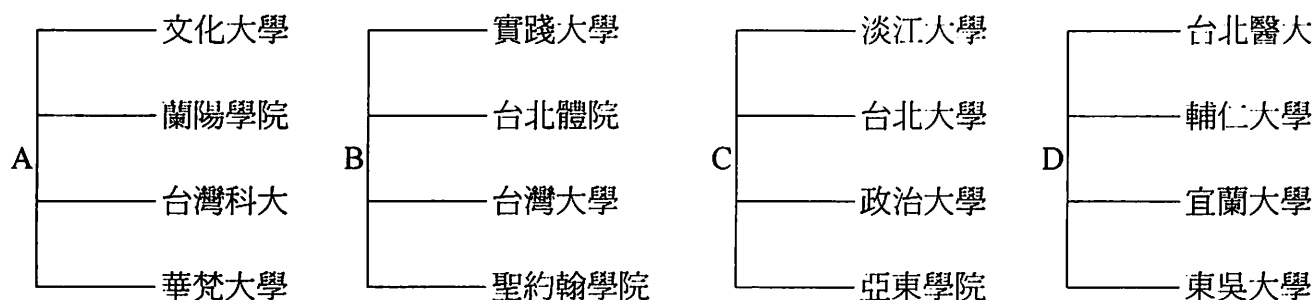 文化大學 實踐大學 淡江大學 台北醫大
蘭陽學院 台北體院 台北大學 輔仁大學
A B C D
台灣科大 台灣大學 政治大學 宜蘭大學
華梵大學 聖約翰學院 亞東學院 東吳大學